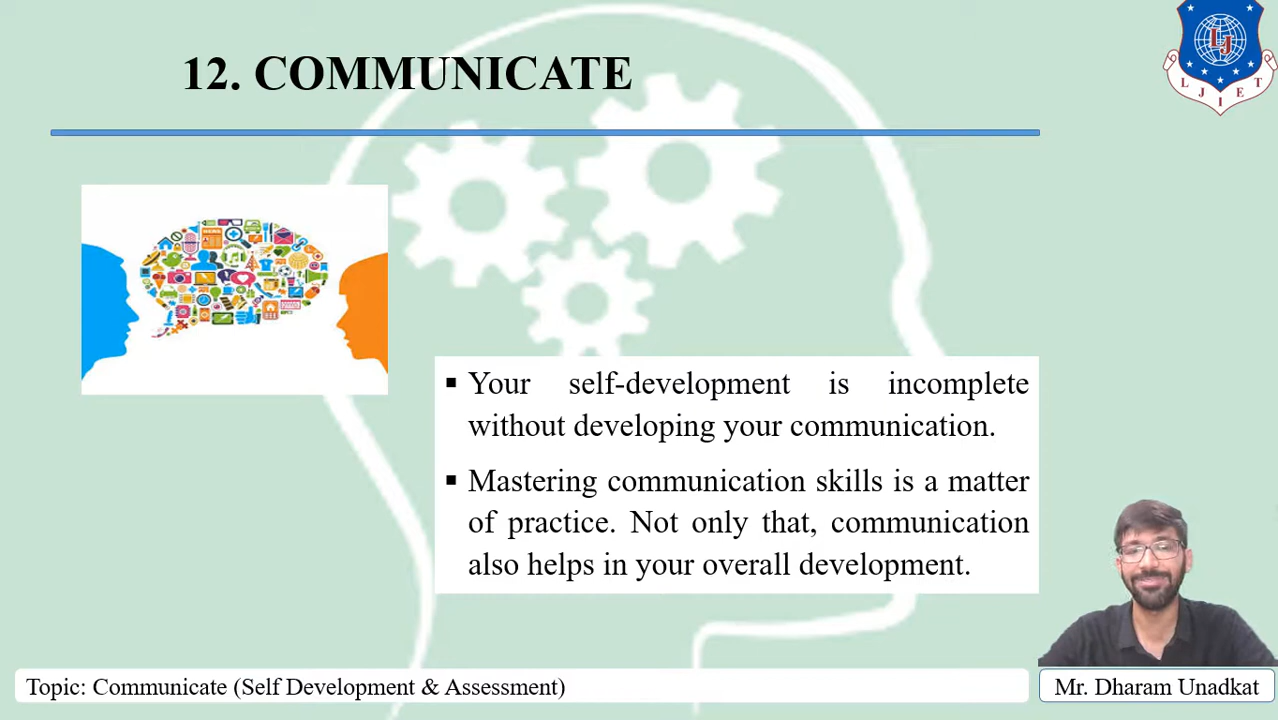 12. COMMUNICATE
L J I E T
LJ
Your self-development is incomplete
without developing your communication.
Mastering communication skills is a matter
of practice. Not only that, communication
also helps in your overall development.
Topic: Communicate (Self Development & Assessment)
Mr. Dharam Unadkat